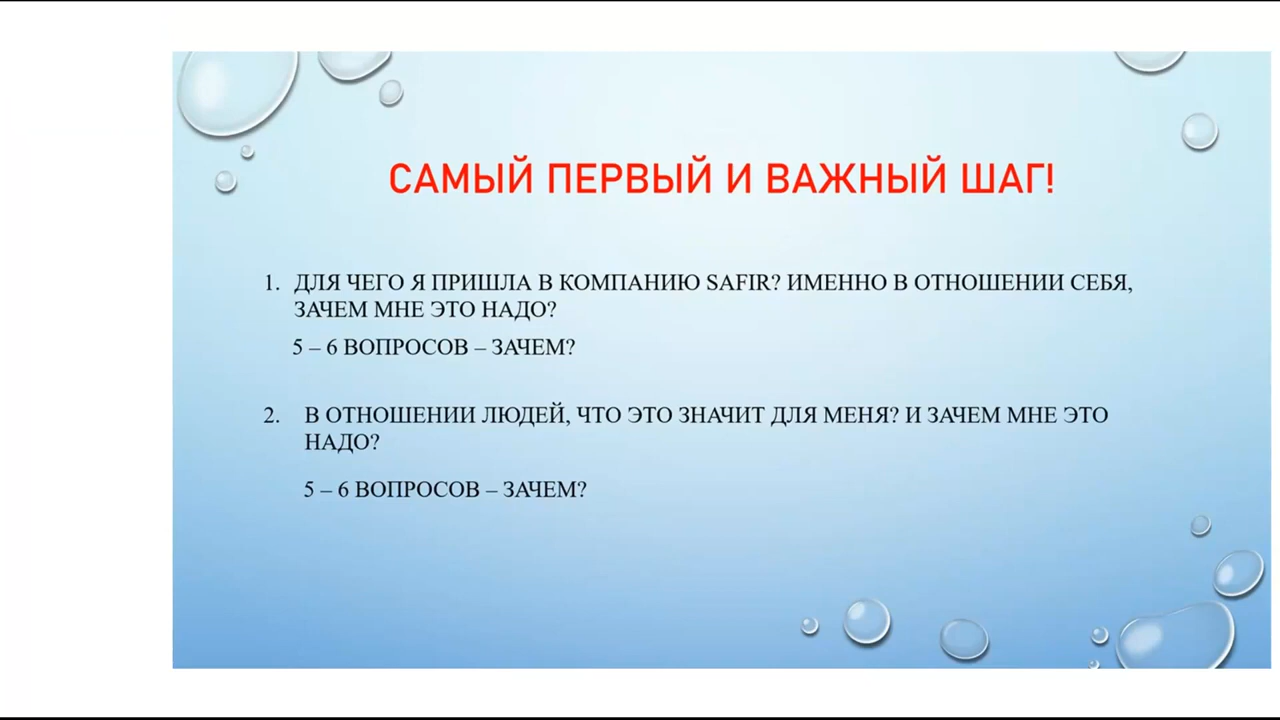 САМЫЙ ПЕРВЫЙ И ВАЖНЫЙ ШАГ!
1. ДЛЯ ЧЕГО Я ПРИШЛА В КОМПАНИЮ SAFIR? ИМЕННО В ОТНОШЕНИИ СЕБЯ,
ЗАЧЕМ МНЕ ЭТО НАДО?
5 – 6 ВОПРОСОВ – ЗАЧЕМ?
2. В ОТНОШЕНИИ ЛЮДЕЙ, ЧТО ЭТО ЗНАЧИТ ДЛЯ МЕНЯ? И ЗАЧЕМ МНЕ ЭТО
НАДО?
5 – 6 ВОПРОСОВ – ЗАЧЕМ?